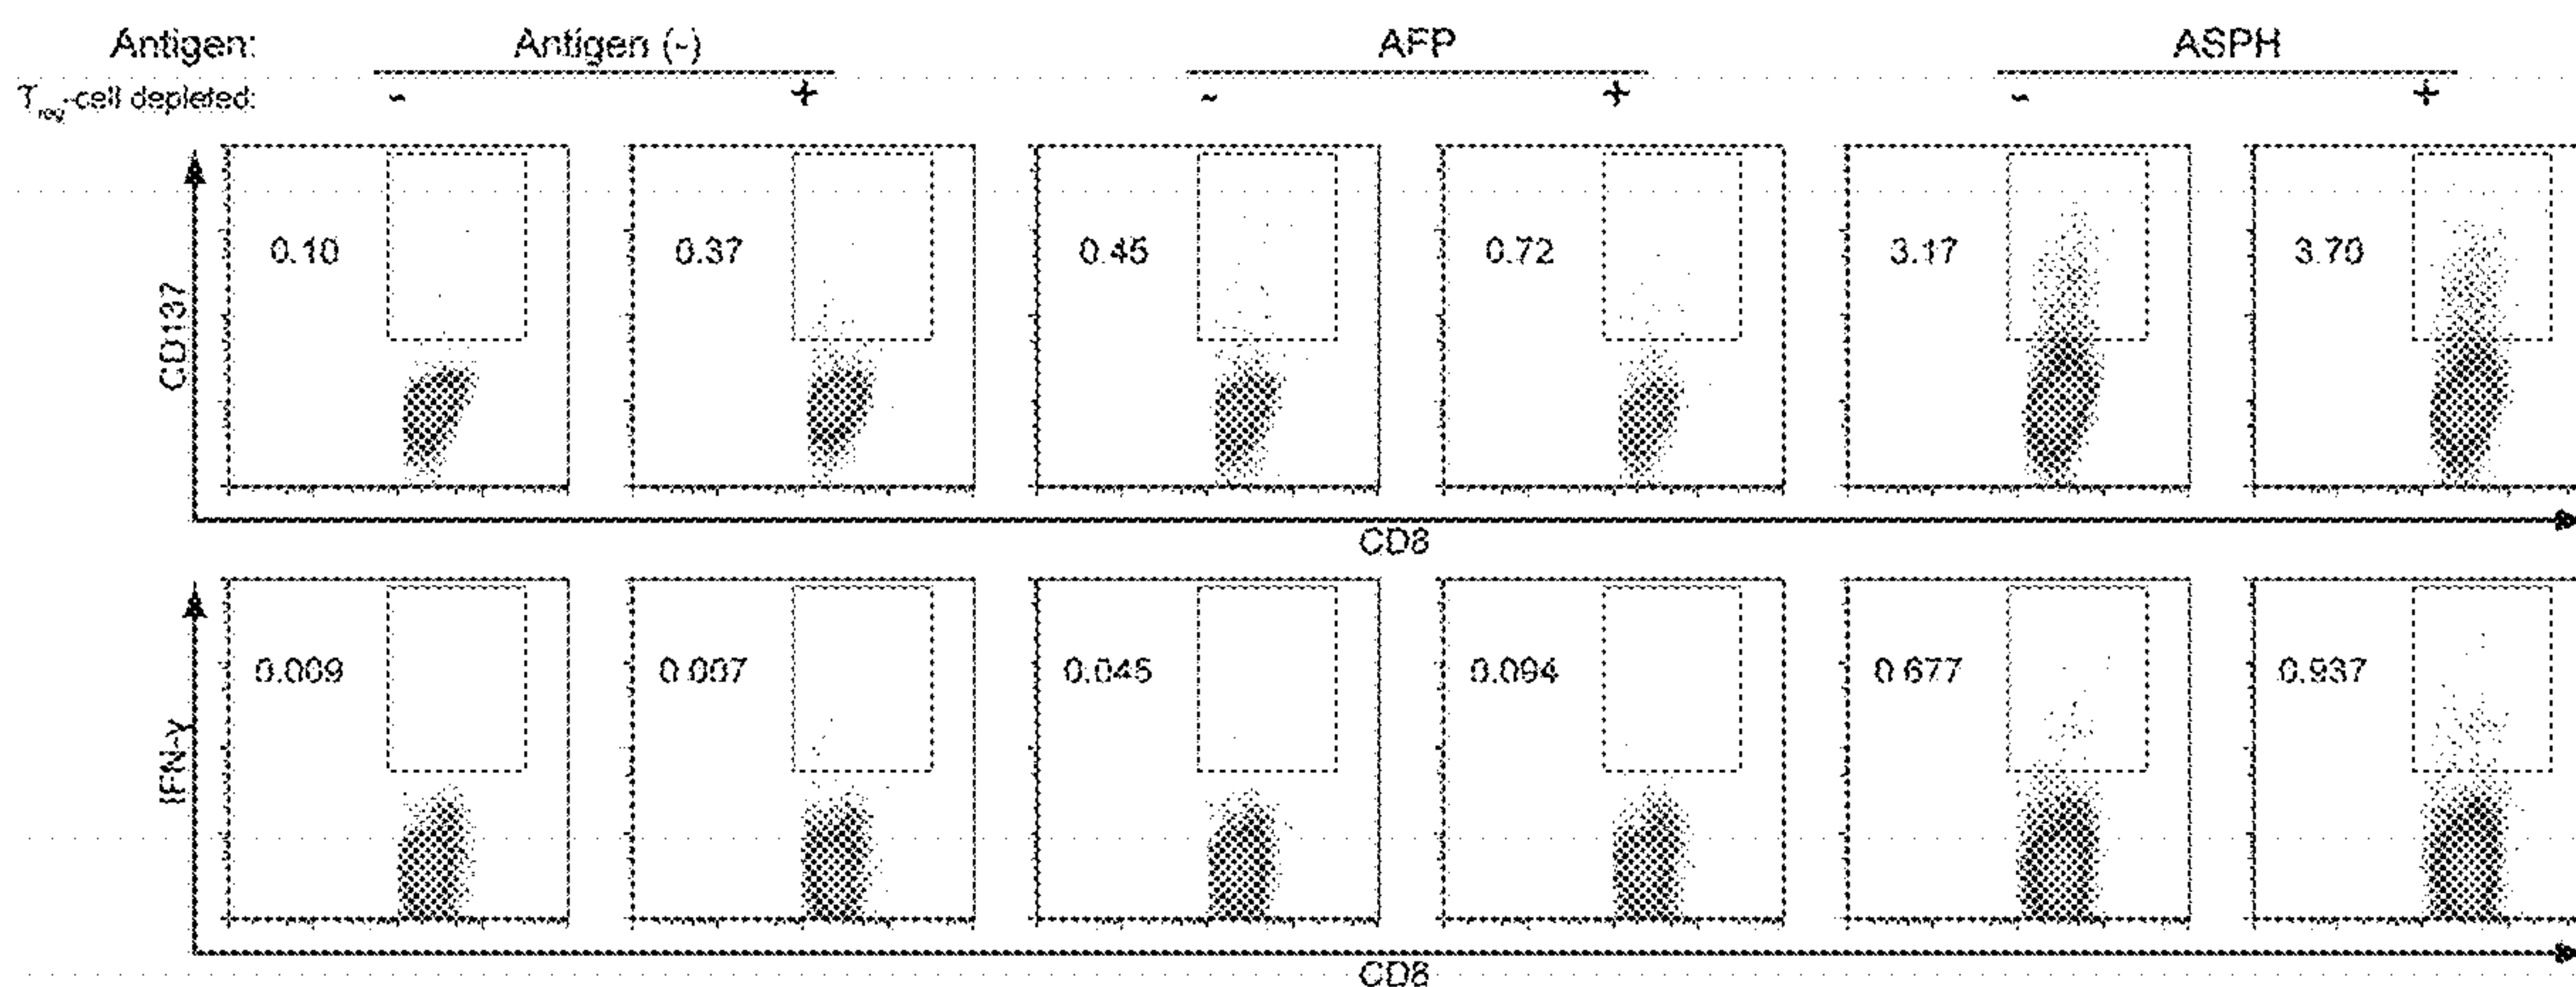 Antigen: Antigen (-) AFP ASPH
Treg-cell depleted: - + - + - +
CD137
0.10 0.37 0.45 0.72 3.17 3.70
CD8
IFN-γ
0.009 0.007 0.045 0.094 0.677 0.937
CD8